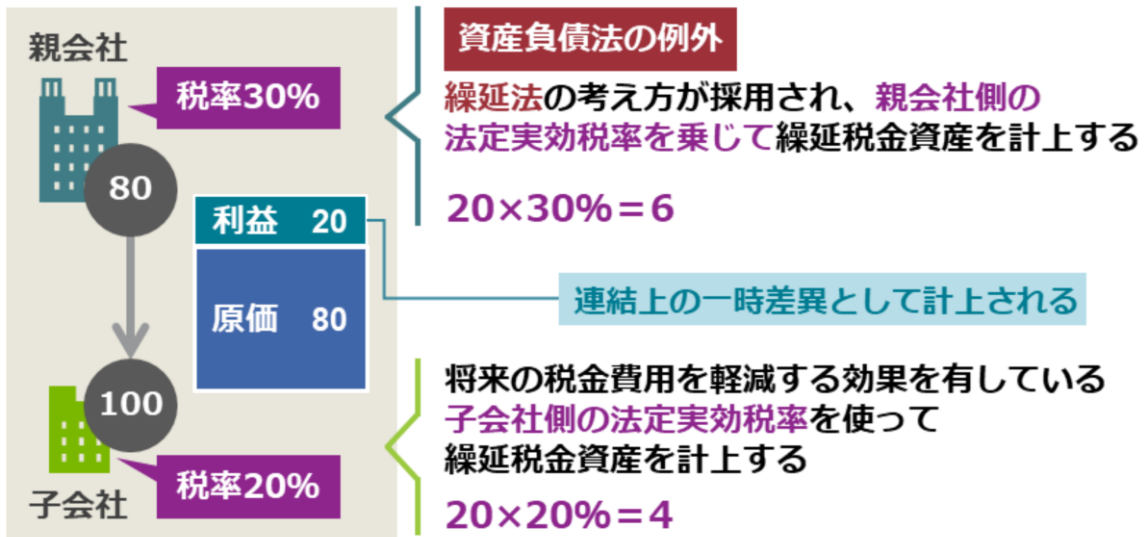 親会社
税率30%
80
利益 20
原価 80
100
税率20%
子会社
資産負債法の例外
繰延法の考え方が採用され、親会社側の
法定実効税率を乗じて繰延税金資産を計上する
20×30%=6
連結上の一時差異として計上される
将来の税金費用を軽減する効果を有している
子会社側の法定実効税率を使って
繰延税金資産を計上する
20×20%=4